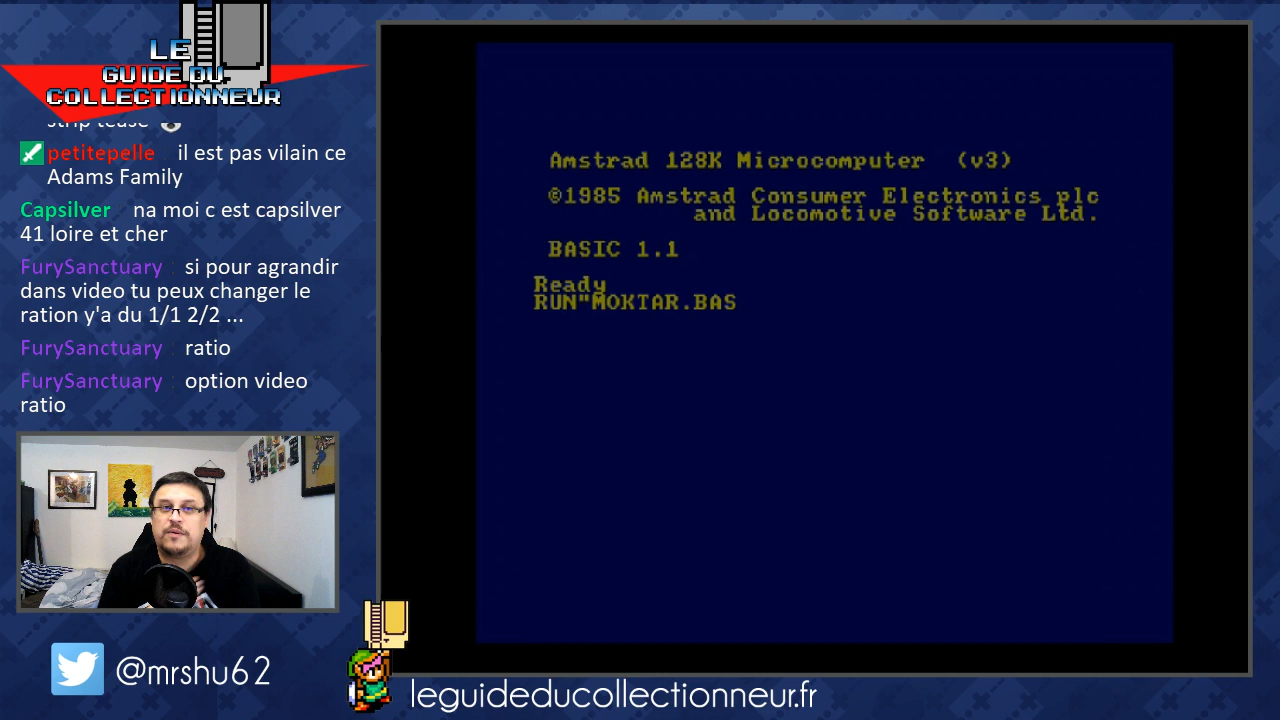 LE
GUIDE DU
COLLECTIONNEUR
strip tease
petitepelle il est pas vilain ce
Adams Family
Capsilver na moi c est capsilver
41 loire et cher
FurySanctuary si pour agrandir
dans video tu peux changer le
ration y'a du 1/1 2/2 ...
FurySanctuary : ratio
FurySanctuary : option video
ratio
@mrshu62
Amstrad 128K Microcomputer (v3)
©1985 Amstrad Consumer Electronics plc
and Locomotive Software Ltd.
BASIC 1.1
Ready
RUN"MOKTAR.BAS
leguideducollectionneur.fr